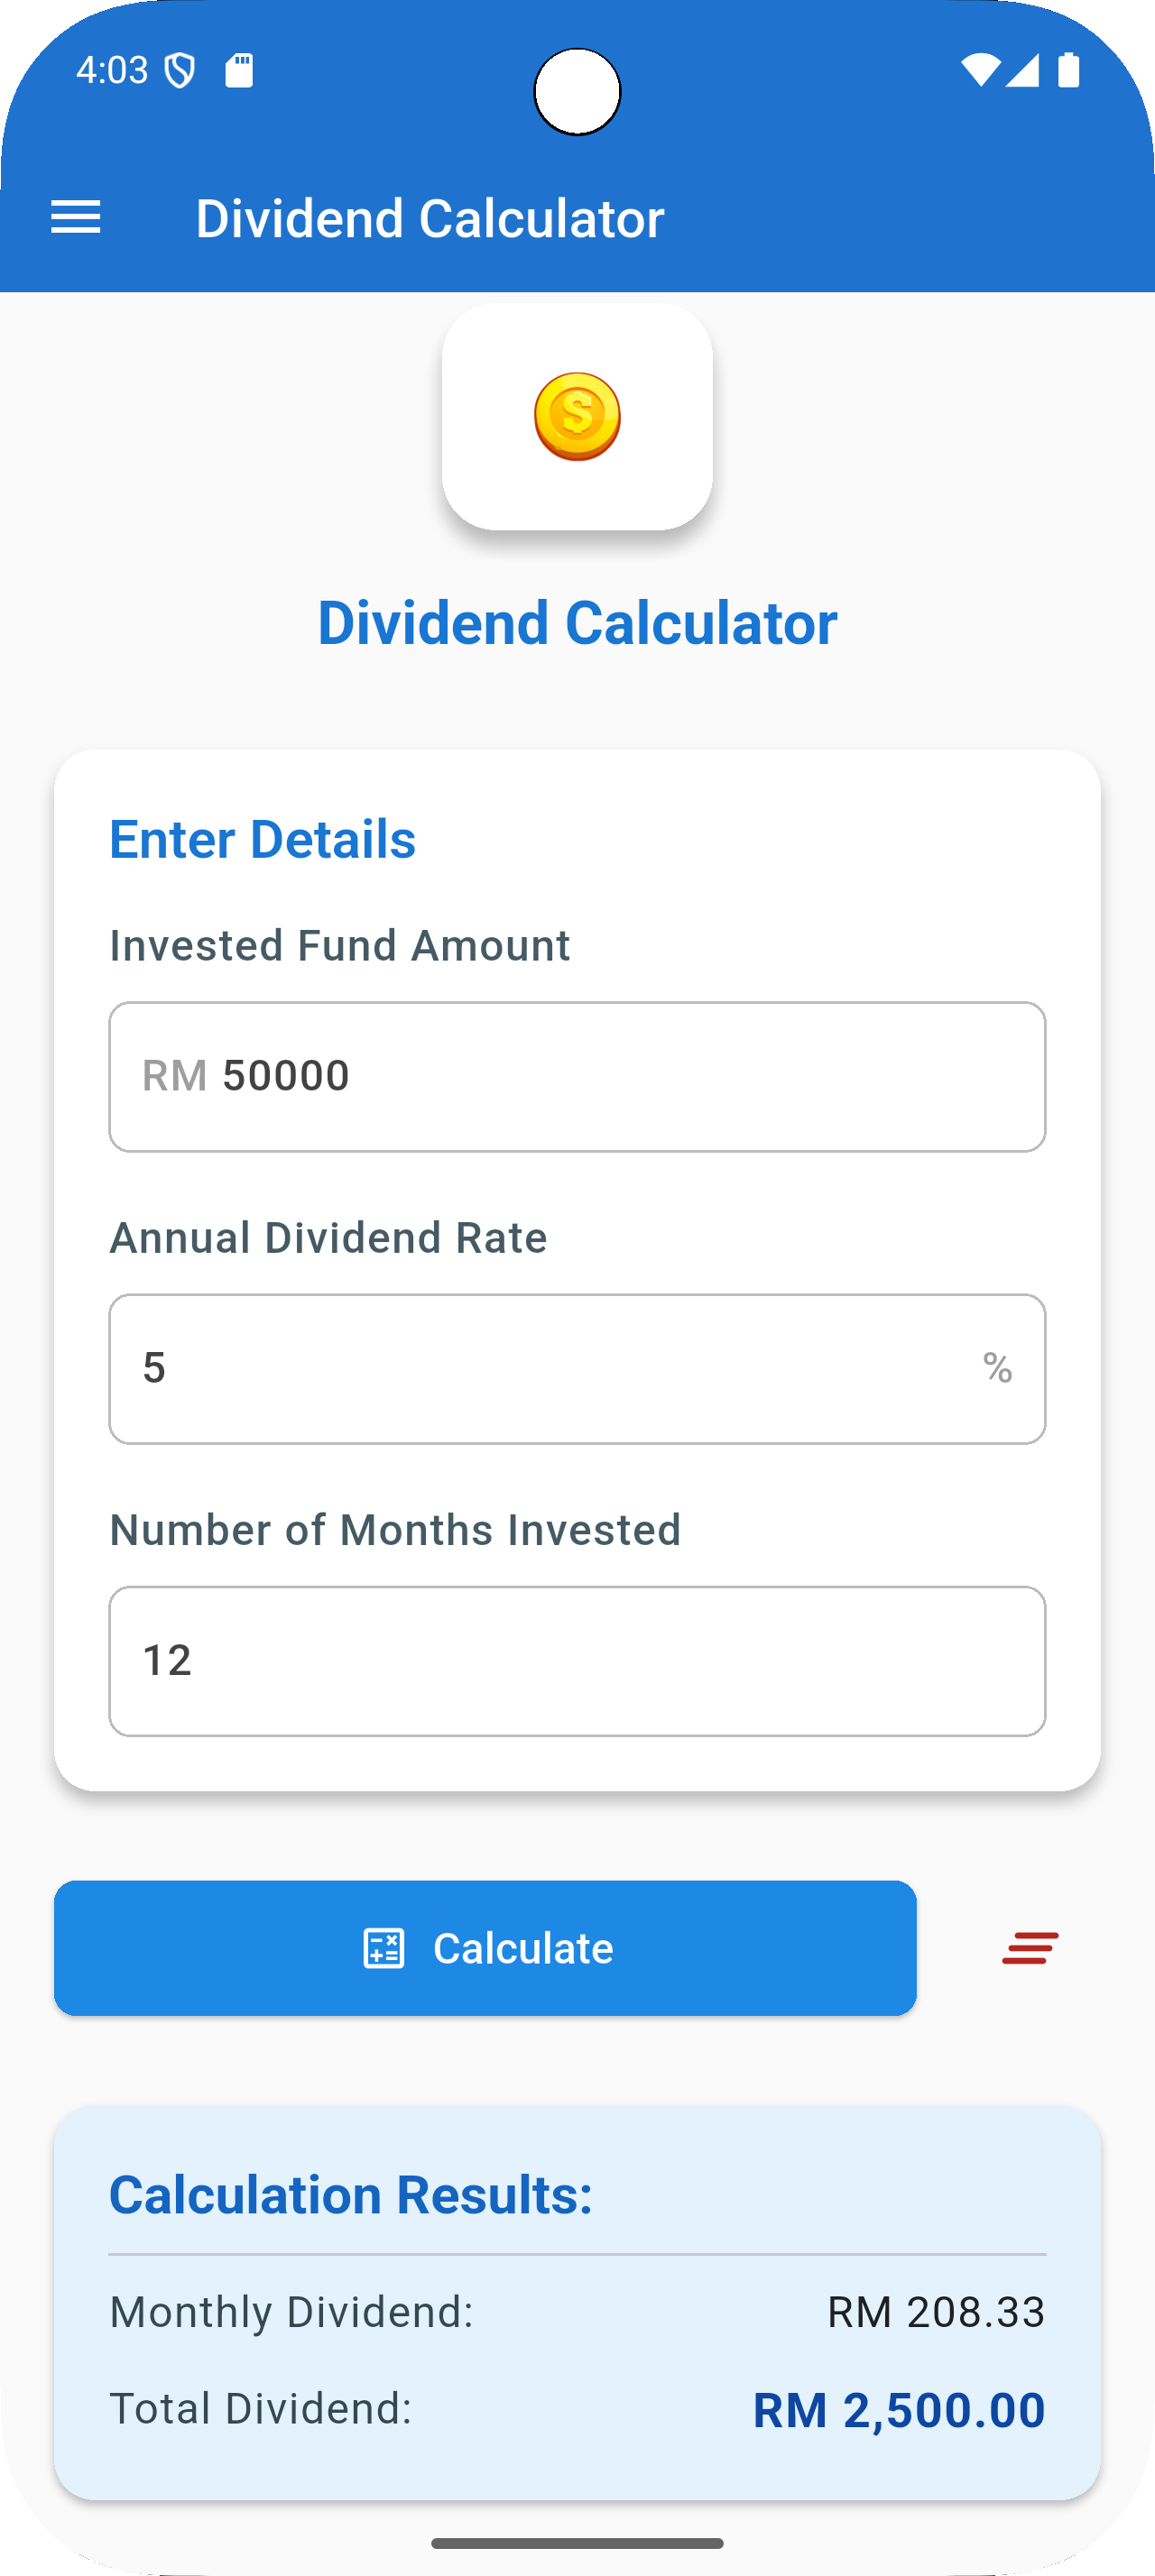 4:03
Dividend Calculator
Dividend Calculator
Enter Details
Invested Fund Amount
RM 50000
Annual Dividend Rate
5 %
Number of Months Invested
12
Calculate
Calculation Results:
Monthly Dividend: RM 208.33
Total Dividend: RM 2,500.00